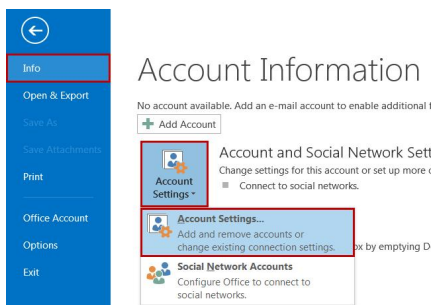 Account Information
Info
Open & Export
No account available. Add an e-mail account to enable additional
Save As
+ Add Account
Save Attachments
Account and Social Network Sett
Change settings for this account or set up more
Connect to social networks.
Account
Settings
Print
Account Settings...
Add and remove accounts or
change existing connection settings.
ox by emptying De
Office Account
Options
Social Network Accounts
Configure Office to connect to
social networks.
Exit